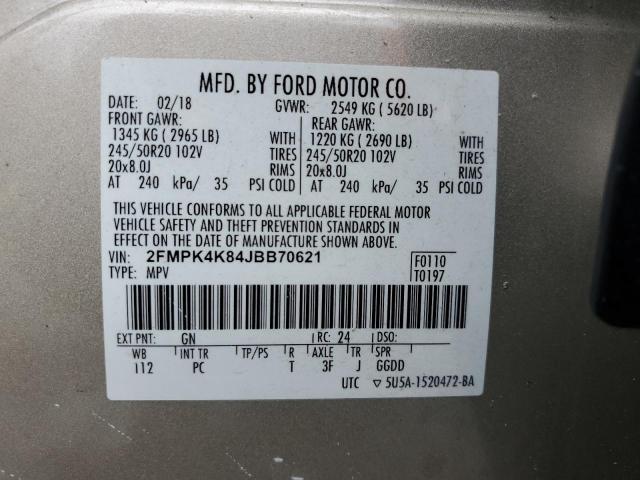 MFD. BY FORD MOTOR CO.
DATE: 02/18 GVWR: 2549 KG ( 5620 LB)
FRONT GAWR: REAR GAWR:
1345 KG ( 2965 LB) WITH 1220 KG ( 2690 LB) WITH
245/50R20 102V TIRES 245/50R20 102V TIRES
20x8.0J RIMS 20x8.0J RIMS
AT 240 kPa/ 35 PSI COLD AT 240 kPa/ 35 PSI COLD
THIS VEHICLE CONFORMS TO ALL APPLICABLE FEDERAL MOTOR
VEHICLE SAFETY AND THEFT PREVENTION STANDARDS IN
EFFECT ON THE DATE OF MANUFACTURE SHOWN ABOVE.
VIN: 2FMPK4K84JBB70621 F0110
TYPE: MPV T0197
EXT PNT: GN RC: 24 DSO:
WB INT TR TP/PS R AXLE TR SPR
112 PC T 3F J GGDD
UTC ▽ 5U5A-1520472-BA